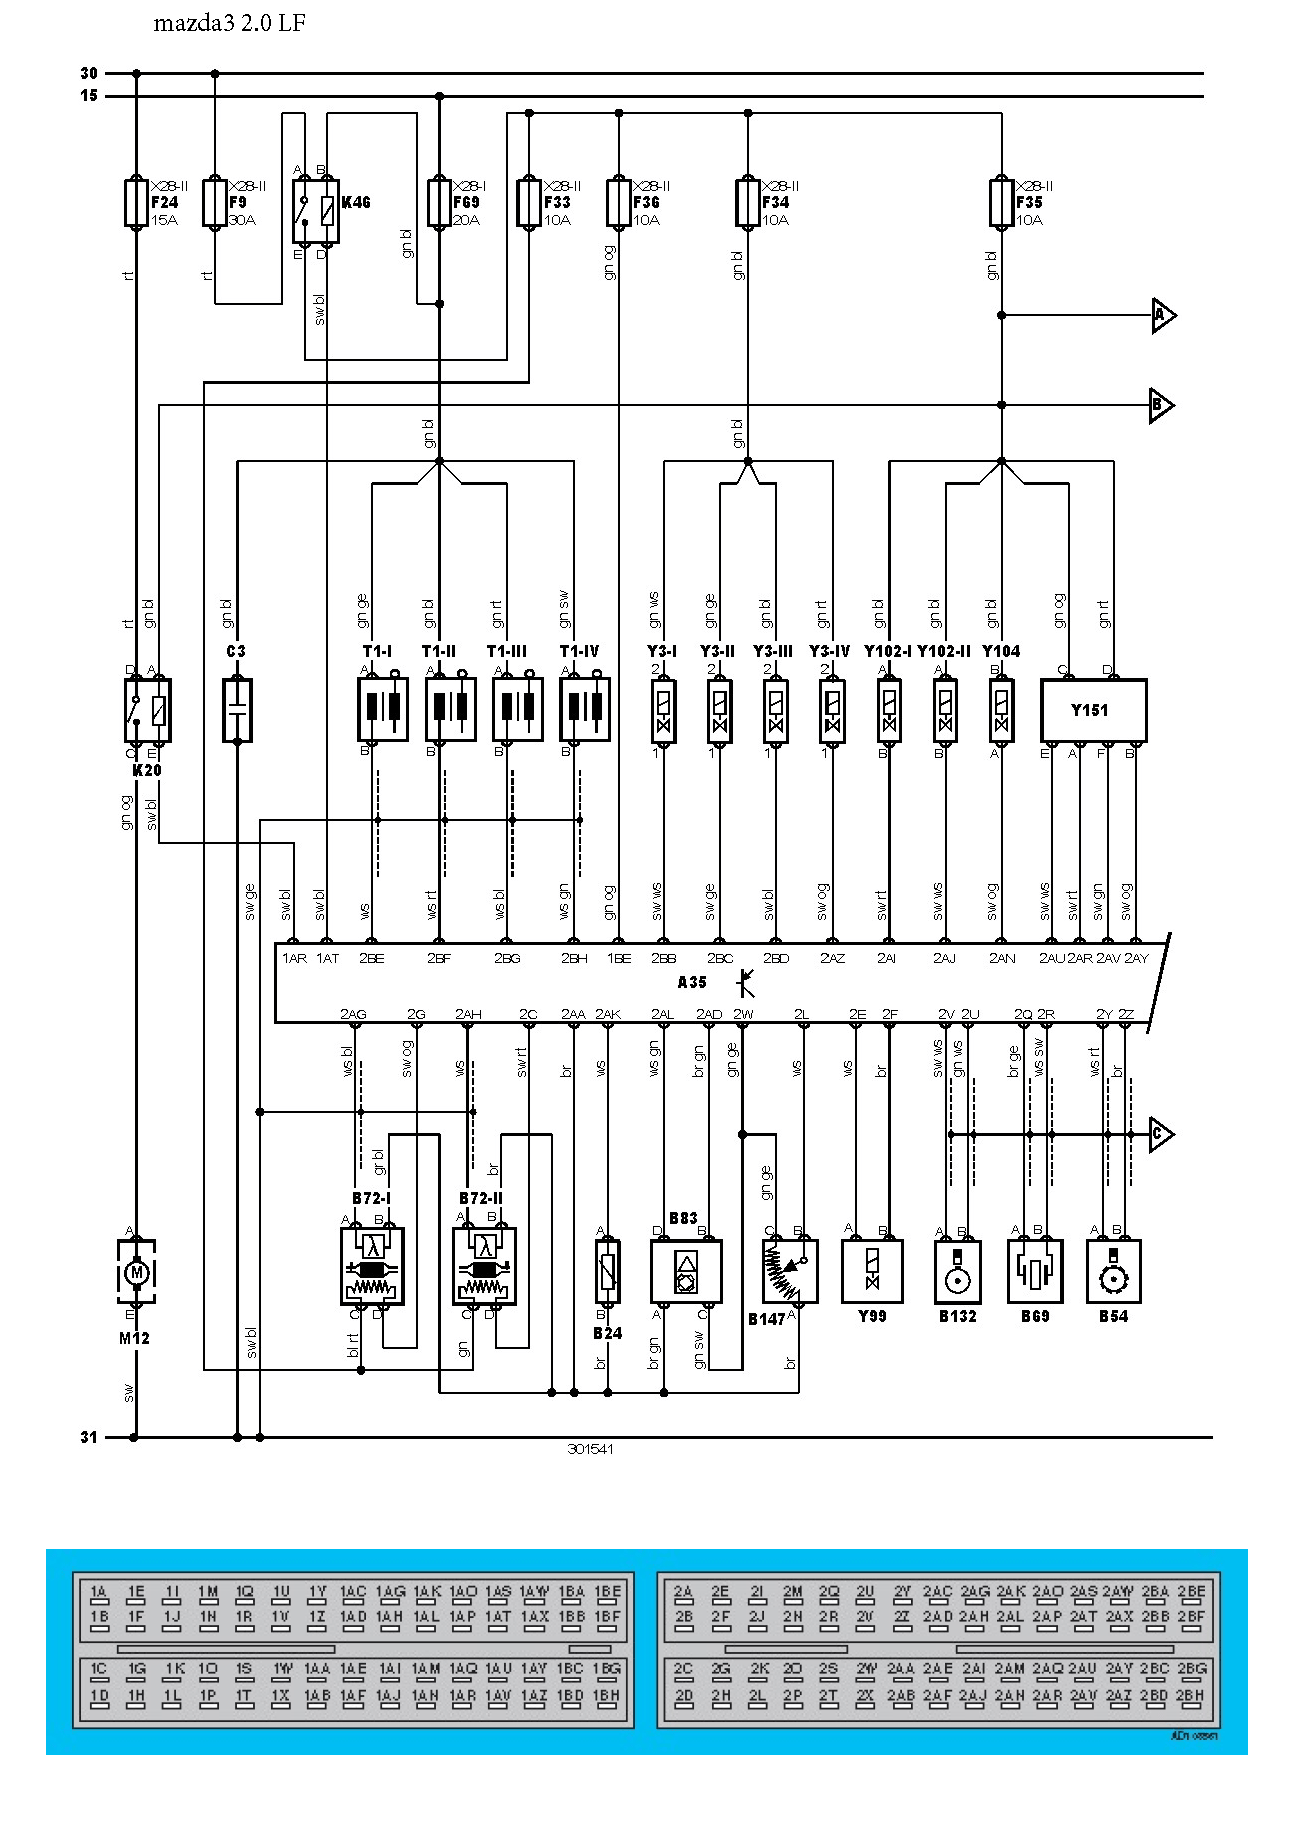 mazda3 2.0 LF
30
15
A B
X28-II X28-II X28-I X28-II X28-II X28-II X28-II
F24 F9 K46 F69 F33 F36 F34 F35
15A 30A 20A 10A 10A 10A 10A
E D
rt rt sw bl gn bl gn og gn bl gn bl
A
B
gn bl gn bl
rt gn bl gn bl gn ge gn bl gn rt gn sw gn ws gn ge gn bl gn rt gn bl gn bl gn bl gn og gn rt
C3 T1-I T1-II T1-III T1-IV Y3-I Y3-II Y3-III Y3-IV Y102-I Y102-II Y104
D A A A A A 2 2 2 2 A A B C D
Y151
C E B B B B 1 1 1 1 B B A E A F B
K20
gn og sw bl
sw ge sw bl sw bl ws ws rt ws bl ws gn gn og sw ws sw ge sw bl sw og sw rt sw ws sw og sw ws sw rt sw gn sw og
1AR 1AT 2BE 2BF 2BG 2BH 1BE 2BB 2BC 2BD 2AZ 2AI 2AJ 2AN 2AU 2AR 2AV 2AY
A35
2AG 2G 2AH 2C 2AA 2AK 2AL 2AD 2W 2L 2E 2F 2V 2U 2Q 2R 2Y 2Z
ws bl sw og ws sw rt br ws ws gn br gn gn ge ws ws br sw ws gn ws br ge ws sw ws rt br
C
gr bl br gn ge
B72-I B72-II
B83
A B A B A D B C B A B A B A B A B
λ λ
M
E C D C D B A C A
M12 B24 B147 Y99 B132 B69 B54
sw bl bl rt gn br br gn gn sw br
sw
31
301541
1A 1E 1I 1M 1Q 1U 1Y 1AC 1AG 1AK 1AO 1AS 1AW 1BA 1BE
1B 1F 1J 1N 1R 1V 1Z 1AD 1AH 1AL 1AP 1AT 1AX 1BB 1BF
1C 1G 1K 1O 1S 1W 1AA 1AE 1AI 1AM 1AQ 1AU 1AY 1BC 1BG
1D 1H 1L 1P 1T 1X 1AB 1AF 1AJ 1AN 1AR 1AV 1AZ 1BD 1BH
2A 2E 2I 2M 2Q 2U 2Y 2AC 2AG 2AK 2AO 2AS 2AW 2BA 2BE
2B 2F 2J 2N 2R 2V 2Z 2AD 2AH 2AL 2AP 2AT 2AX 2BB 2BF
2C 2G 2K 2O 2S 2W 2AA 2AE 2AI 2AM 2AQ 2AU 2AY 2BC 2BG
2D 2H 2L 2P 2T 2X 2AB 2AF 2AJ 2AN 2AR 2AV 2AZ 2BD 2BH